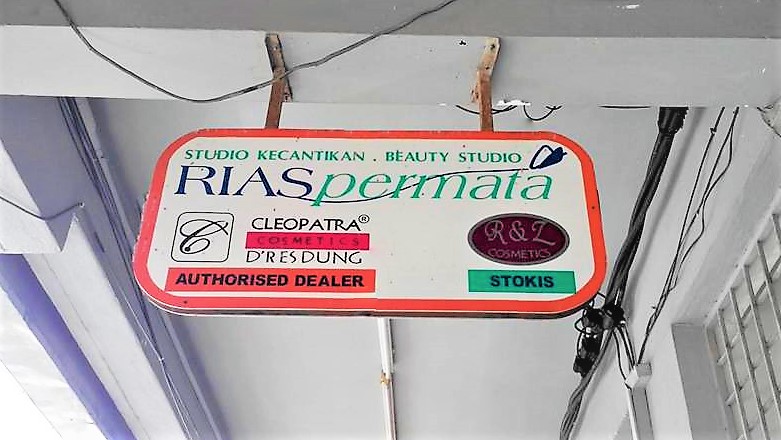 STUDIO KECANTIKAN . BEAUTY STUDIO
RIASpermata
C
CLEOPATRA®
COSMETICS
D'RESDUNG
AUTHORISED DEALER
R&Z
COSMETICS
STOKIS